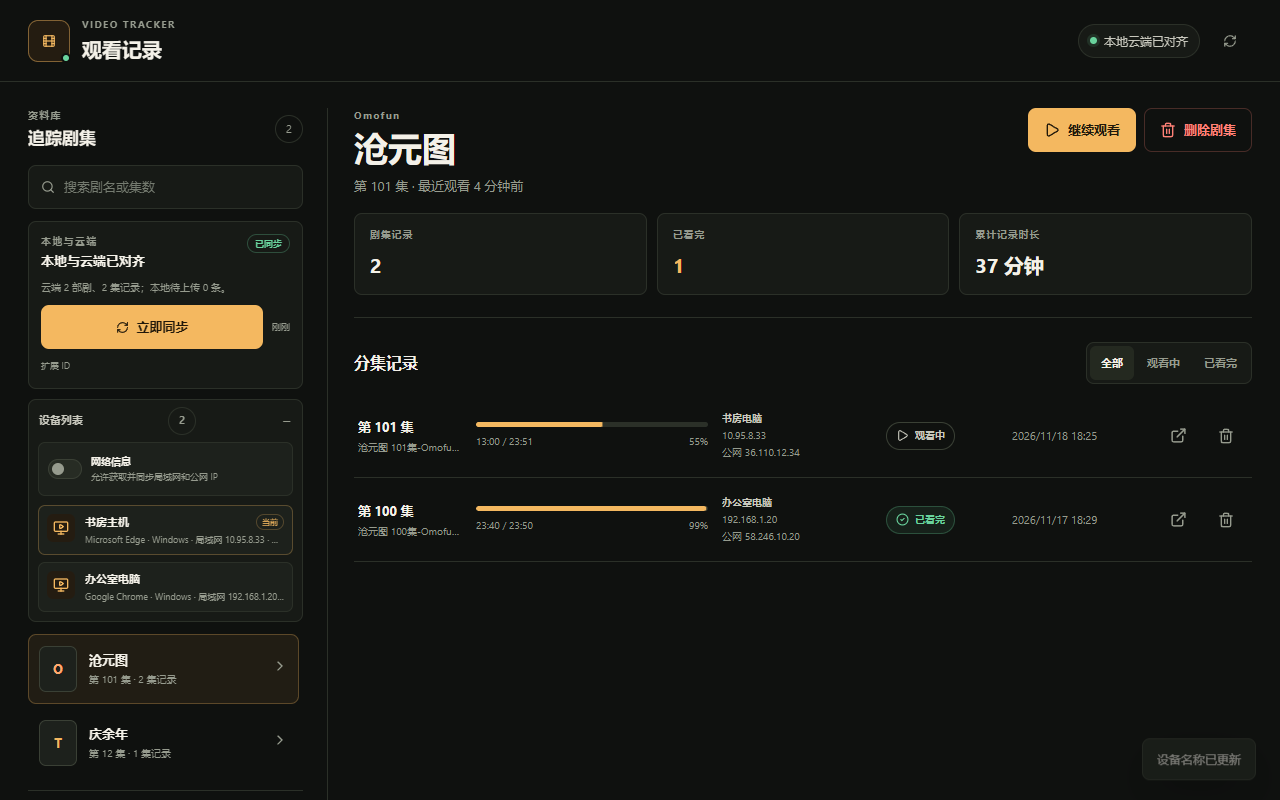 VIDEO TRACKER
观看记录
本地云端已对齐
资料库
追踪剧集
2
搜索剧名或集数
本地与云端
已同步
本地与云端已对齐
云端 2 部剧、2 集记录；本地待上传 0 条。
立即同步
刚刚
扩展 ID
设备列表
2
网络信息
允许获取并同步局域网和公网 IP
书房主机
当前
Microsoft Edge · Windows · 局域网 10.95.8.33 · ...
办公室电脑
Google Chrome · Windows · 局域网 192.168.1.20...
O
沧元图
第 101 集 · 2 集记录
T
庆余年
第 12 集 · 1 集记录
Omofun
沧元图
第 101 集 · 最近观看 4 分钟前
继续观看
删除剧集
剧集记录
2
已看完
1
累计记录时长
37 分钟
分集记录
全部
观看中
已看完
第 101 集
沧元图 101集-Omofu...
13:00 / 23:51
55%
书房电脑
10.95.8.33
公网 36.110.12.34
观看中
2026/11/18 18:25
第 100 集
沧元图 100集-Omofu...
23:40 / 23:50
99%
办公室电脑
192.168.1.20
公网 58.246.10.20
已看完
2026/11/17 18:29
设备名称已更新